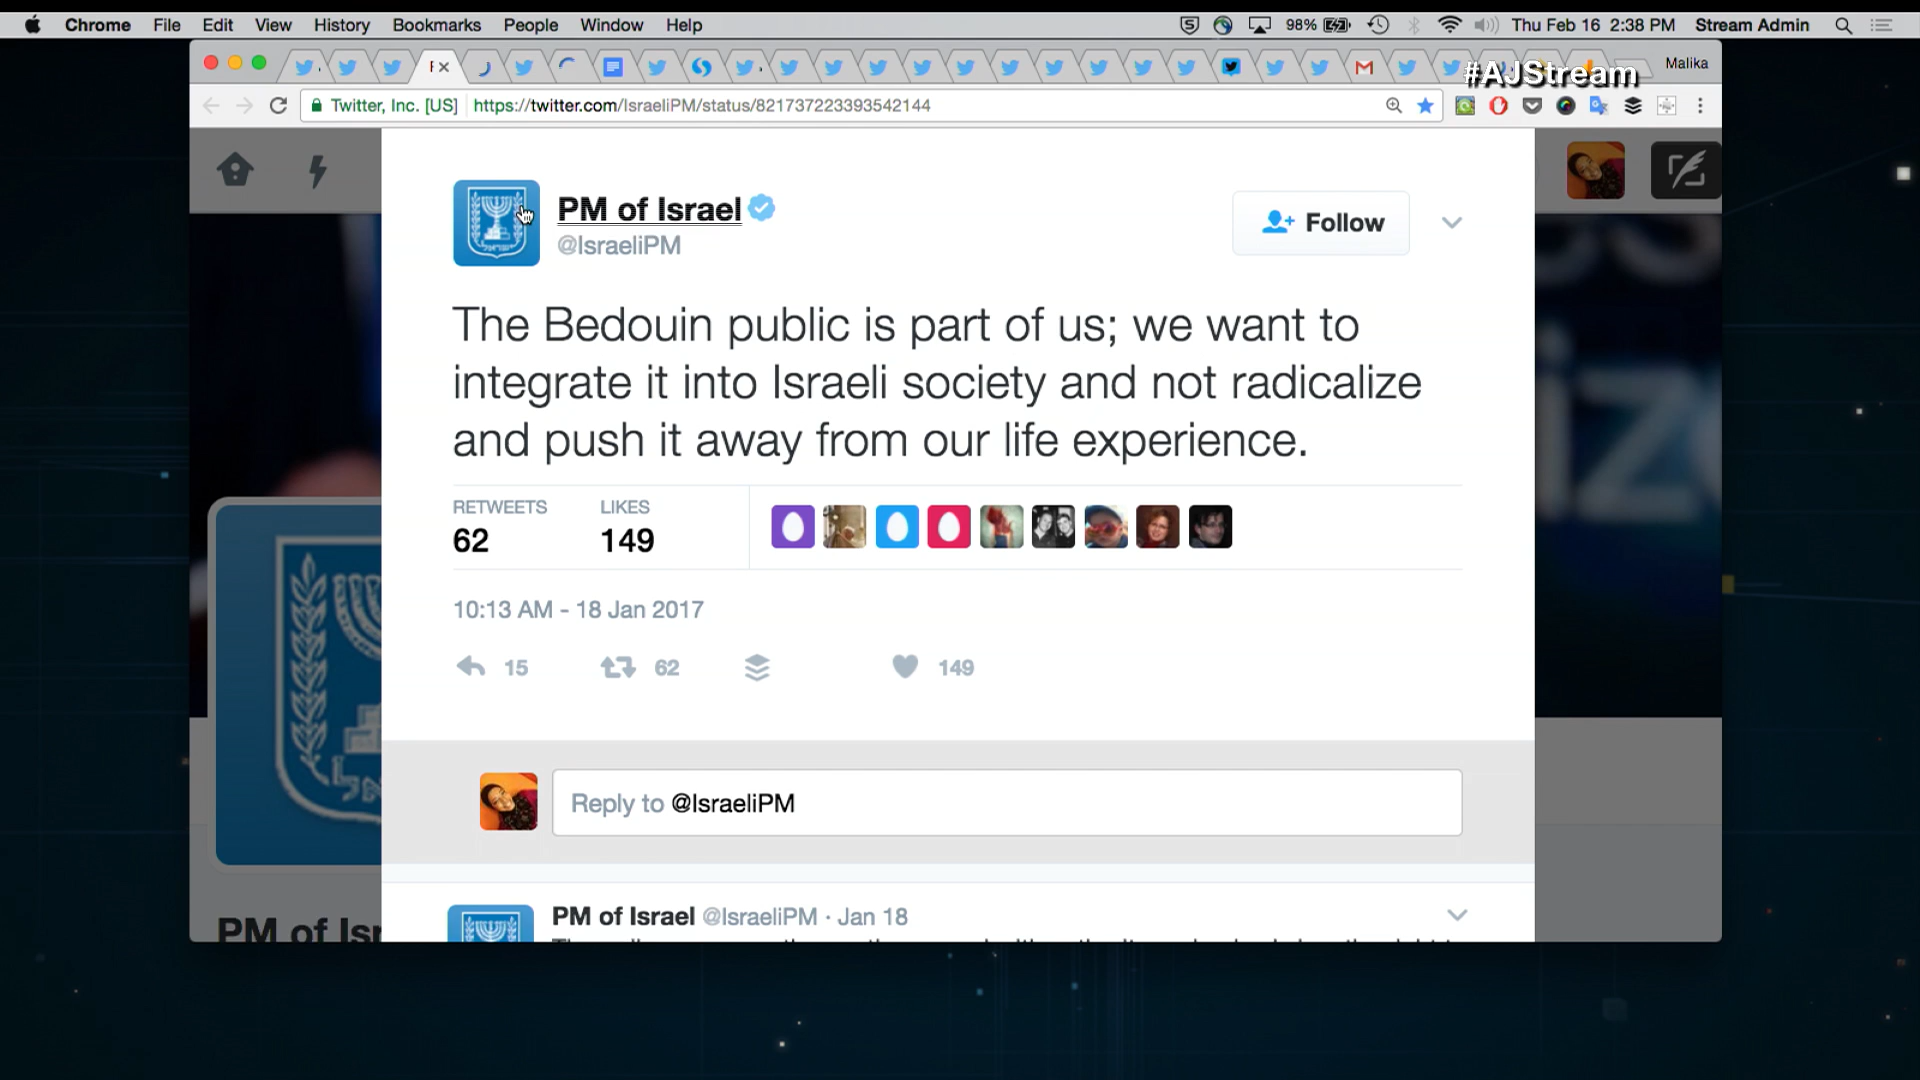 Chrome File Edit View History Bookmarks People Window Help 98% Thu Feb 16 2:38 PM Stream Admin
Malika
#AJStream
Twitter, Inc. [US] https://twitter.com/IsraeliPM/status/821737223393542144
PM of Israel
@IsraeliPM
Follow
The Bedouin public is part of us; we want to
integrate it into Israeli society and not radicalize
and push it away from our life experience.
RETWEETS LIKES
62 149
10:13 AM - 18 Jan 2017
15 62 149
Reply to @IsraeliPM
PM of Israel @IsraeliPM · Jan 18
PM of Isr